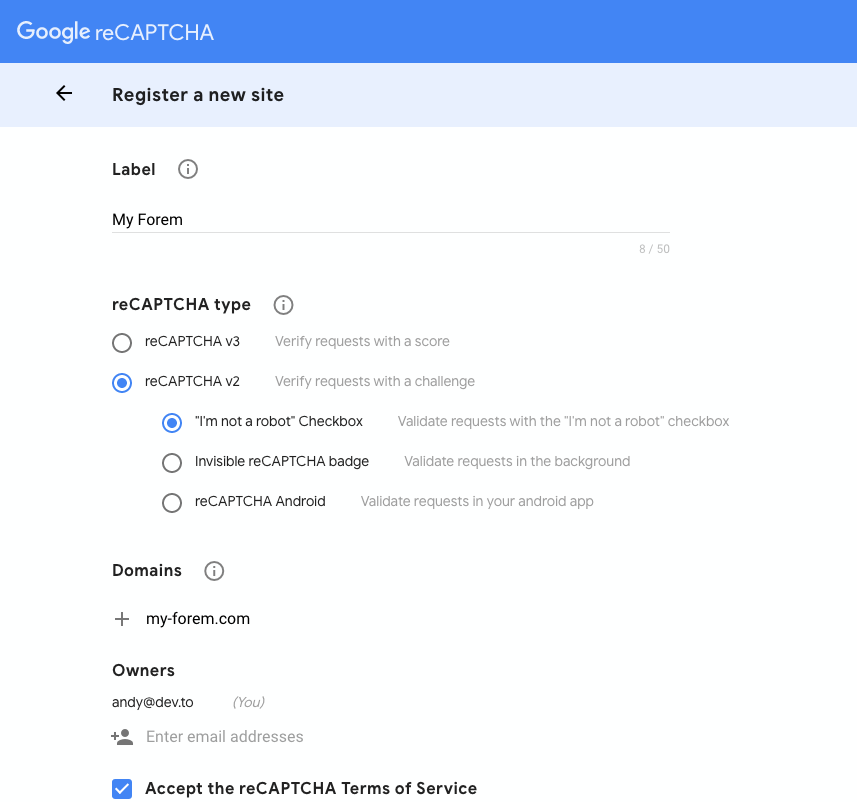 Google reCAPTCHA
Register a new site
Label
My Forem
8 / 50
reCAPTCHA type
reCAPTCHA v3 Verify requests with a score
reCAPTCHA v2 Verify requests with a challenge
"I'm not a robot" Checkbox Validate requests with the "I'm not a robot" checkbox
Invisible reCAPTCHA badge Validate requests in the background
reCAPTCHA Android Validate requests in your android app
Domains
my-forem.com
Owners
andy@dev.to (You)
Enter email addresses
Accept the reCAPTCHA Terms of Service